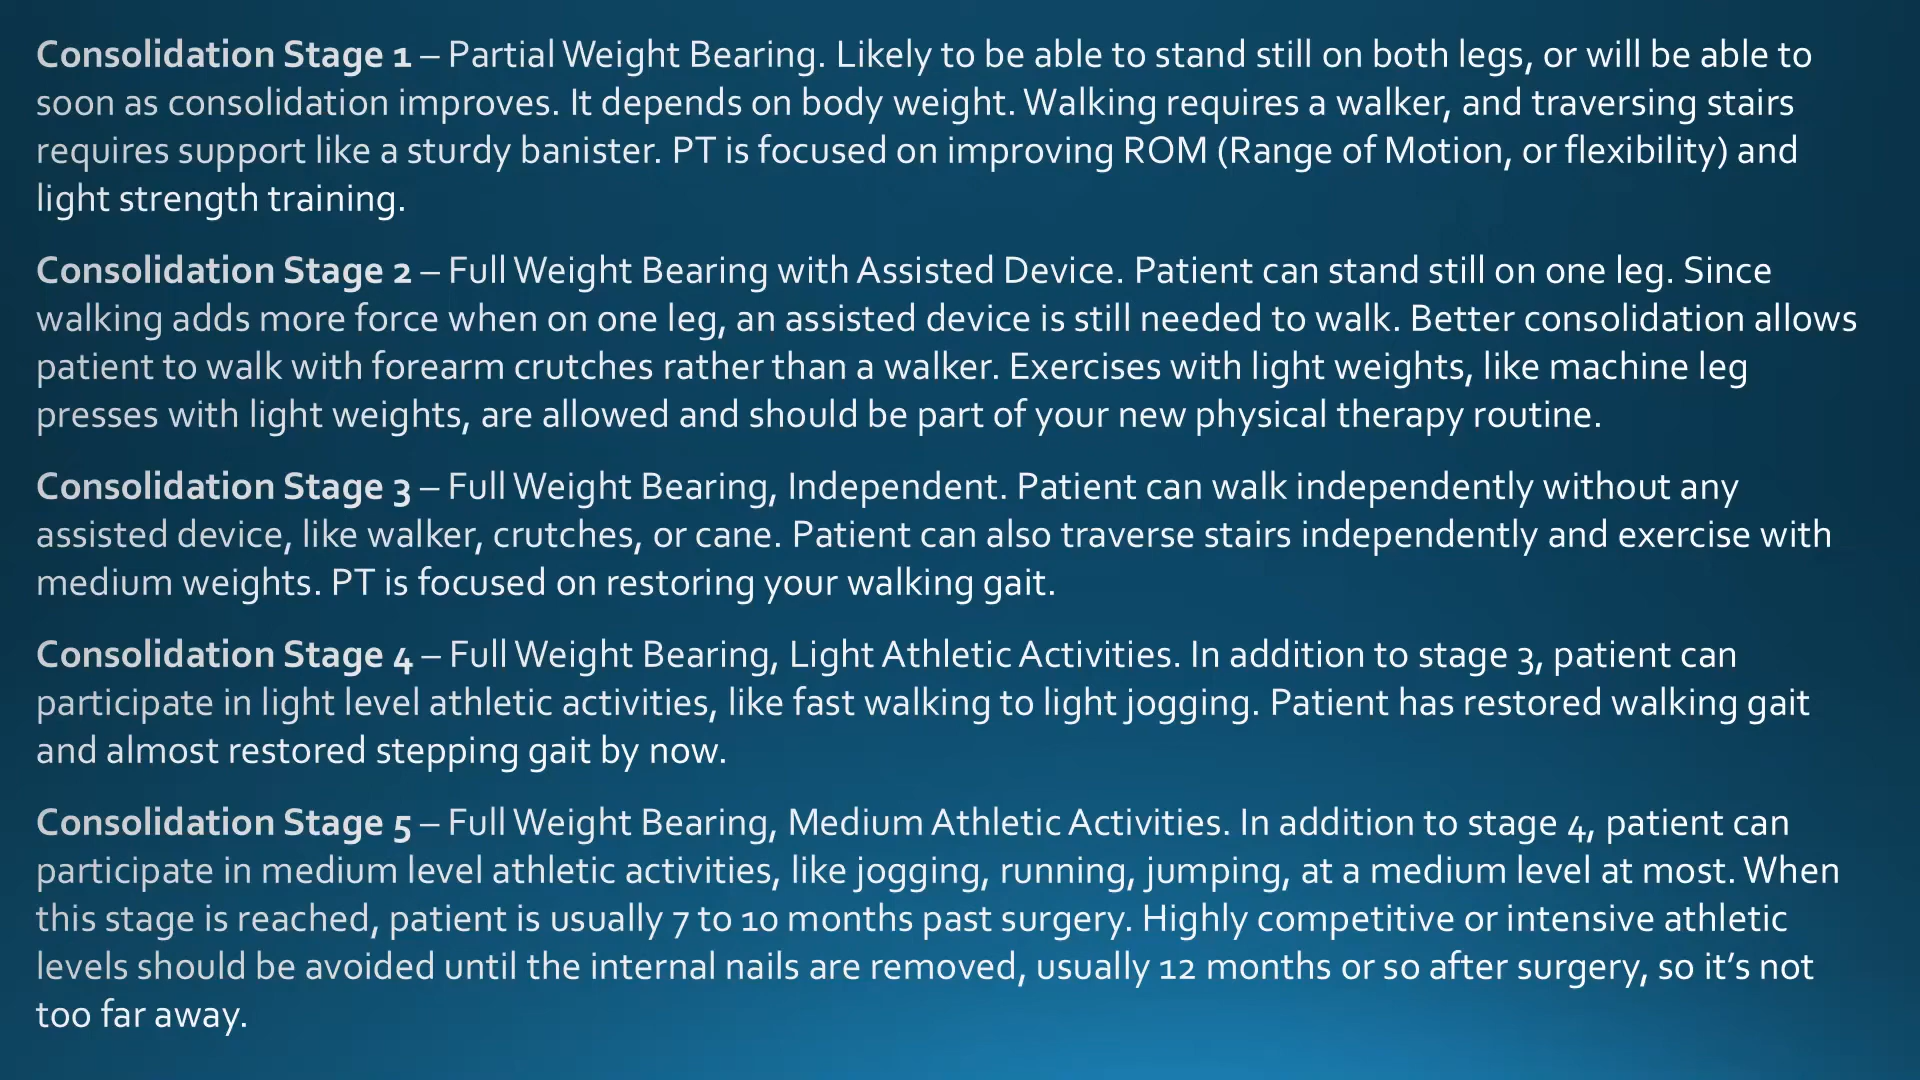 Consolidation Stage 1 – Partial Weight Bearing. Likely to be able to stand still on both legs, or will be able to
soon as consolidation improves. It depends on body weight. Walking requires a walker, and traversing stairs
requires support like a sturdy banister. PT is focused on improving ROM (Range of Motion, or flexibility) and
light strength training.
Consolidation Stage 2 – Full Weight Bearing with Assisted Device. Patient can stand still on one leg. Since
walking adds more force when on one leg, an assisted device is still needed to walk. Better consolidation allows
patient to walk with forearm crutches rather than a walker. Exercises with light weights, like machine leg
presses with light weights, are allowed and should be part of your new physical therapy routine.
Consolidation Stage 3 – Full Weight Bearing, Independent. Patient can walk independently without any
assisted device, like walker, crutches, or cane. Patient can also traverse stairs independently and exercise with
medium weights. PT is focused on restoring your walking gait.
Consolidation Stage 4 – Full Weight Bearing, Light Athletic Activities. In addition to stage 3, patient can
participate in light level athletic activities, like fast walking to light jogging. Patient has restored walking gait
and almost restored stepping gait by now.
Consolidation Stage 5 – Full Weight Bearing, Medium Athletic Activities. In addition to stage 4, patient can
participate in medium level athletic activities, like jogging, running, jumping, at a medium level at most. When
this stage is reached, patient is usually 7 to 10 months past surgery. Highly competitive or intensive athletic
levels should be avoided until the internal nails are removed, usually 12 months or so after surgery, so it’s not
too far away.